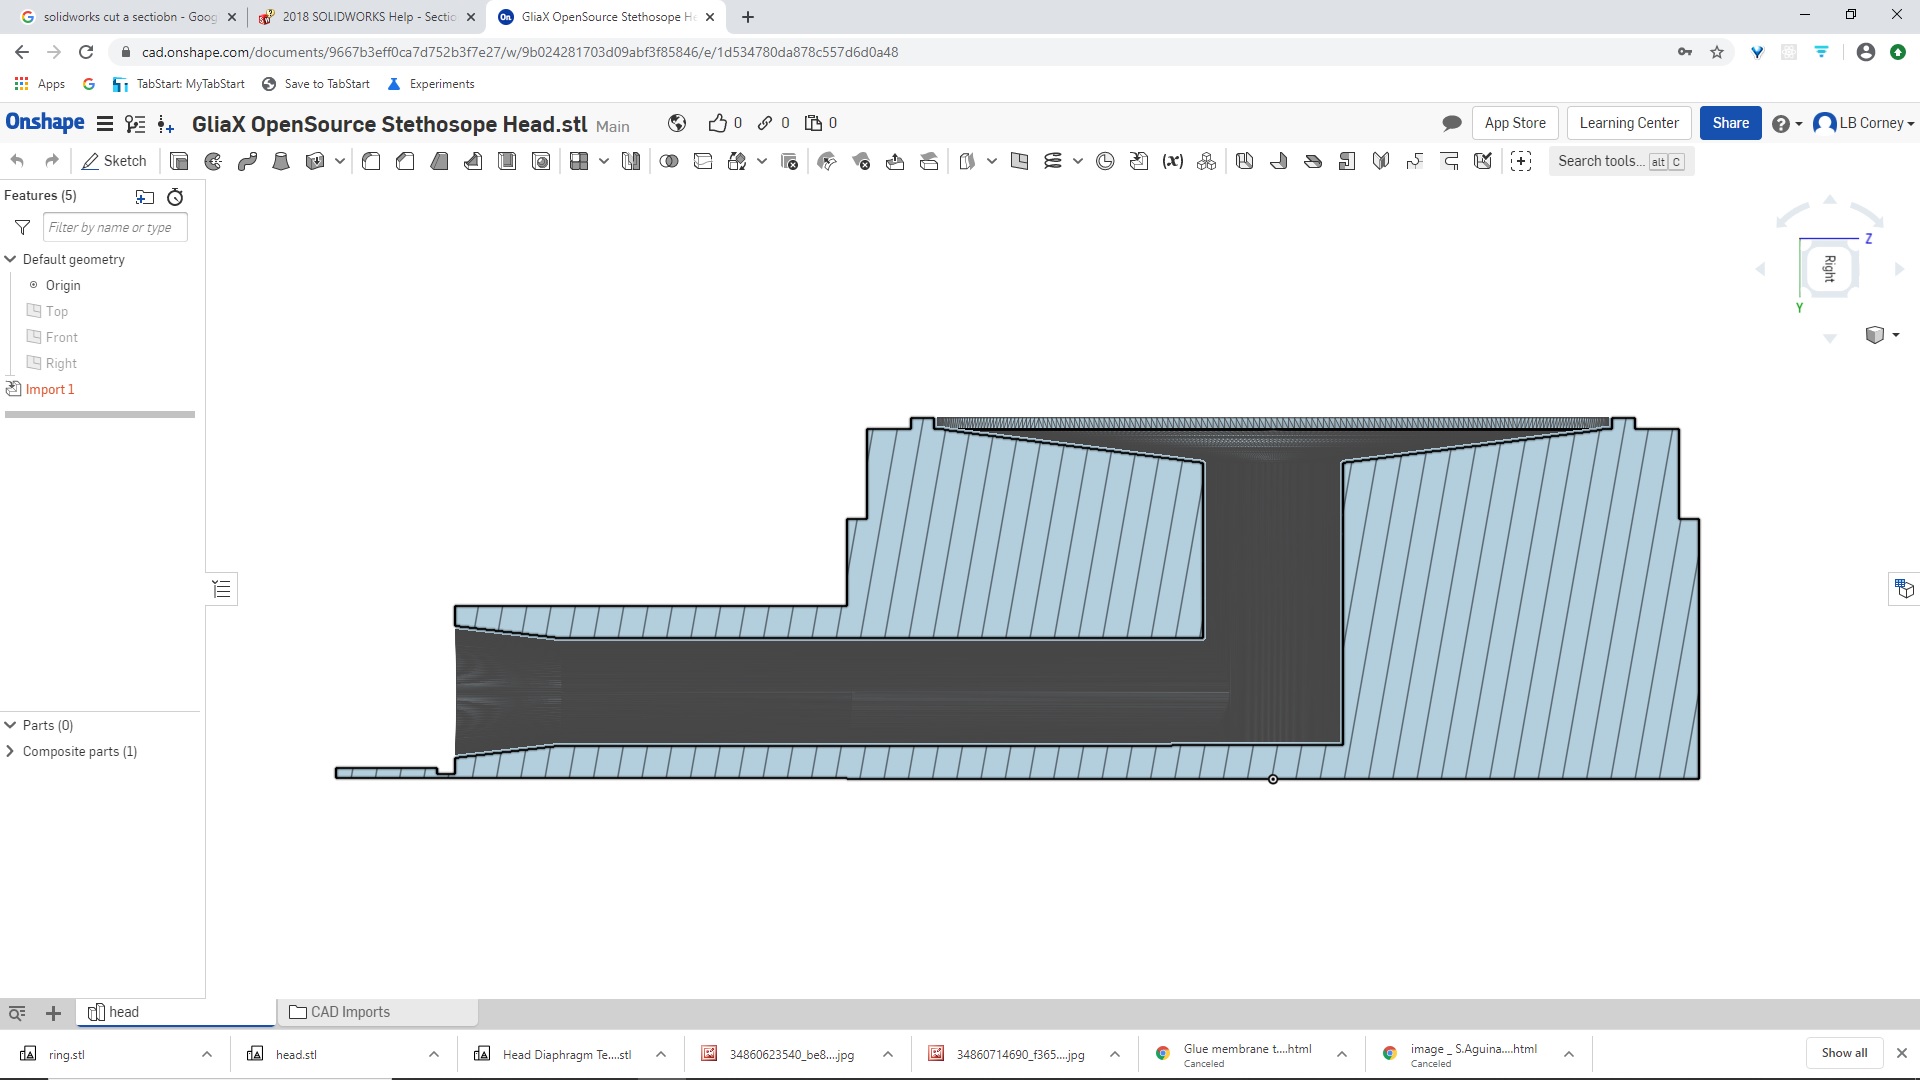 solidworks cut a sectiobn - Goog
2018 SOLIDWORKS Help - Sectio
On
GliaX OpenSource Stethosope He
cad.onshape.com/documents/9667b3eff0ca7d752b3f7e27/w/9b024281703d09abf3f85846/e/1d534780da878c557d6d0a48
Apps
TabStart: MyTabStart
Save to TabStart
Experiments
Onshape
GliaX OpenSource Stethosope Head.stl Main
0
0
0
App Store
Learning Center
Share
LB Corney
Sketch
(x)
Search tools... alt C
Features (5)
Filter by name or type
Default geometry
Origin
Top
Front
Right
Import 1
Z
Right
Y
Parts (0)
Composite parts (1)
head
CAD Imports
ring.stl
head.stl
Head Diaphragm Te....stl
34860623540_be8....jpg
34860714690_f365....jpg
Glue membrane t....html
Canceled
image _ S.Aguina....html
Canceled
Show all